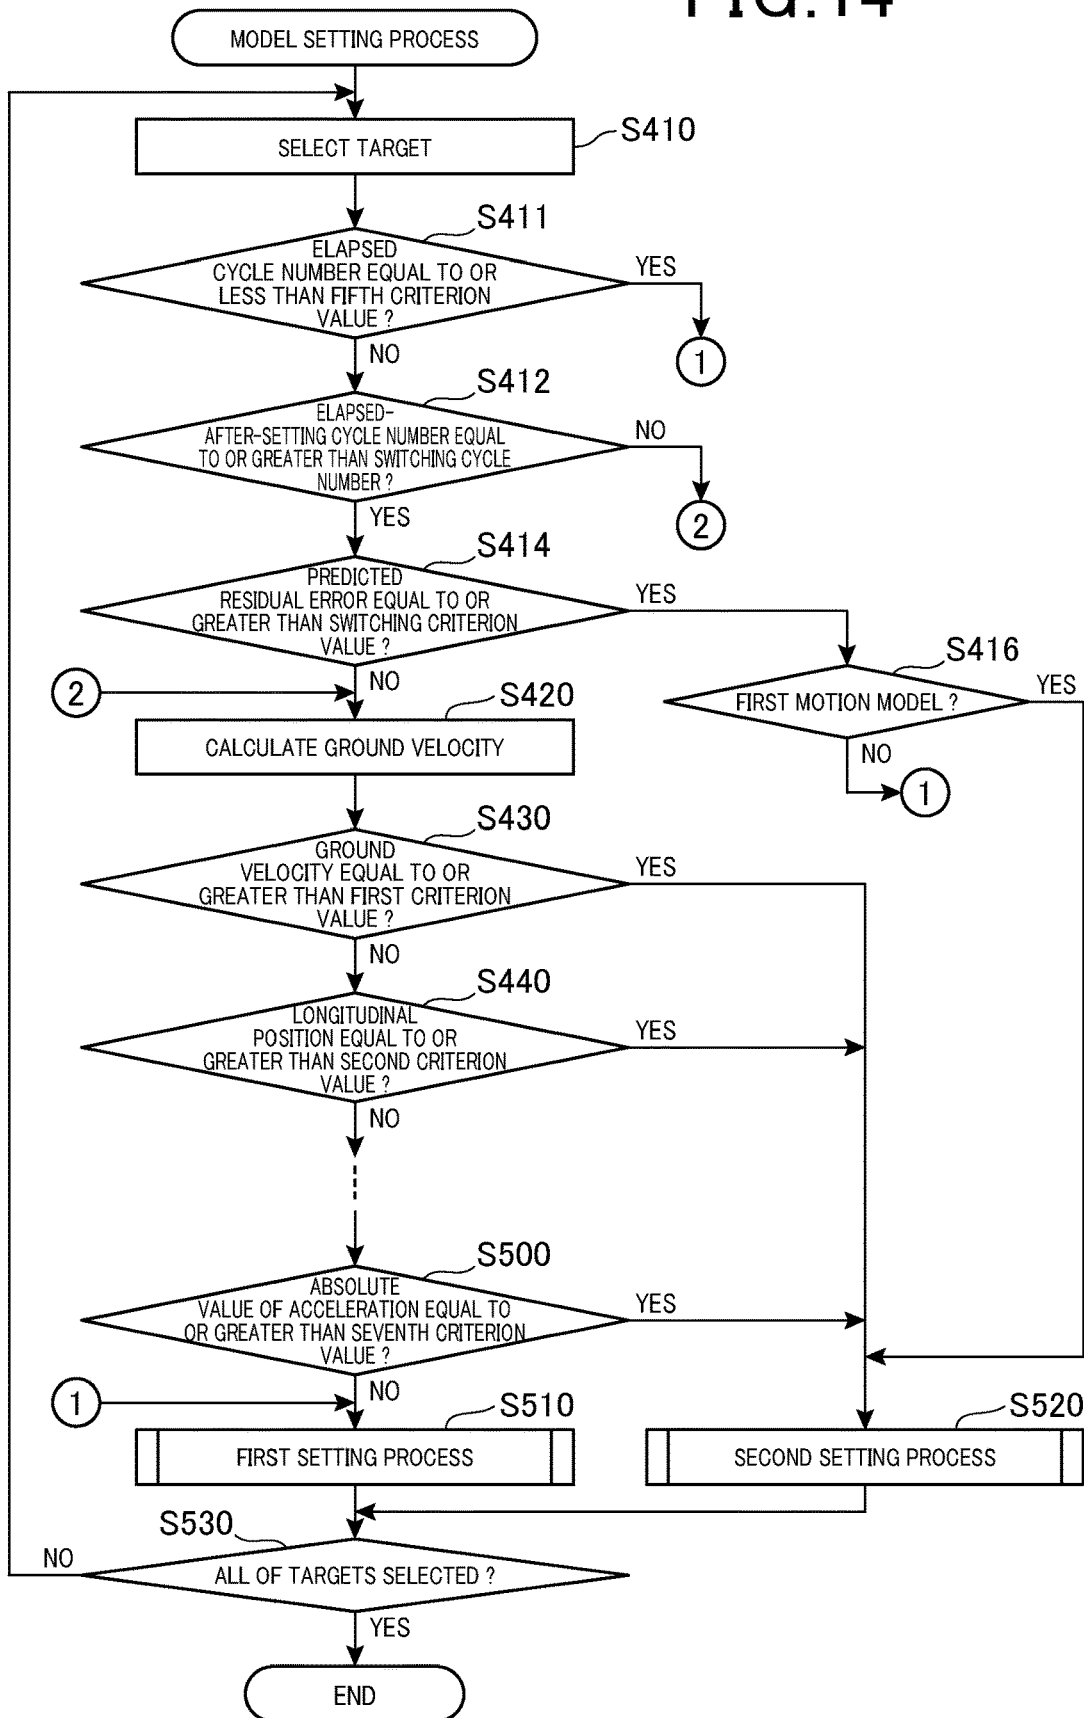 FIG.14
MODEL SETTING PROCESS
S410
SELECT TARGET
S411
ELAPSED
CYCLE NUMBER EQUAL TO OR
LESS THAN FIFTH CRITERION
VALUE ?
YES
1
NO
S412
ELAPSED-
AFTER-SETTING CYCLE NUMBER EQUAL
TO OR GREATER THAN SWITCHING CYCLE
NUMBER ?
NO
2
YES
S414
PREDICTED
RESIDUAL ERROR EQUAL TO OR
GREATER THAN SWITCHING CRITERION
VALUE ?
YES
S416
FIRST MOTION MODEL ?
YES
NO
1
NO
2
S420
CALCULATE GROUND VELOCITY
S430
GROUND
VELOCITY EQUAL TO OR
GREATER THAN FIRST CRITERION
VALUE ?
YES
NO
S440
LONGITUDINAL
POSITION EQUAL TO OR
GREATER THAN SECOND CRITERION
VALUE ?
YES
NO
S500
ABSOLUTE
VALUE OF ACCELERATION EQUAL TO
OR GREATER THAN SEVENTH CRITERION
VALUE ?
YES
NO
1
S510
FIRST SETTING PROCESS
S520
SECOND SETTING PROCESS
S530
ALL OF TARGETS SELECTED ?
NO
YES
END